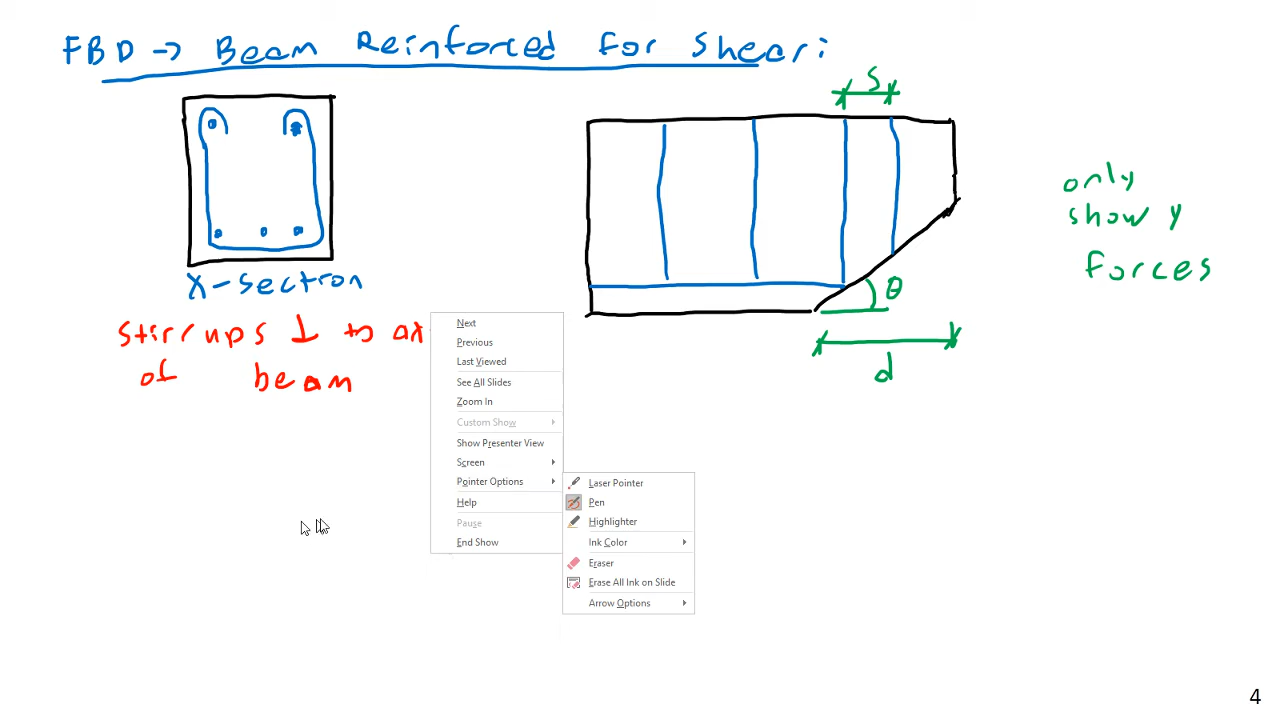 FBD → Beam Reinforced for Shear:
S
only
show y
forces
θ
X-section
Stirrups ⊥ to ax
of beam
d
Next
Previous
Last Viewed
See All Slides
Zoom In
Custom Show
Show Presenter View
Screen
Pointer Options
Help
Pause
End Show
Laser Pointer
Pen
Highlighter
Ink Color
Eraser
Erase All Ink on Slide
Arrow Options
4